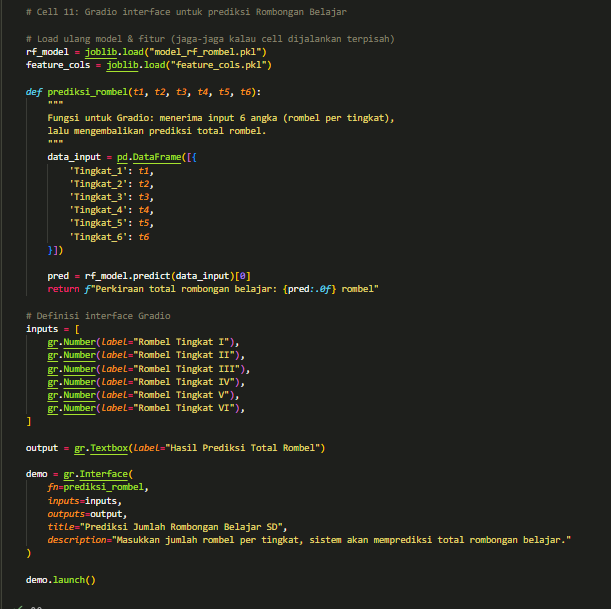 # Cell 11: Gradio interface untuk prediksi Rombongan Belajar
# Load ulang model & fitur (jaga-jaga kalau cell dijalankan terpisah)
rf_model = joblib.load("model_rf_rombel.pkl")
feature_cols = joblib.load("feature_cols.pkl")
def prediksi_rombel(t1, t2, t3, t4, t5, t6):
"""
Fungsi untuk Gradio: menerima input 6 angka (rombel per tingkat),
lalu mengembalikan prediksi total rombel.
"""
data_input = pd.DataFrame([{
'Tingkat_1': t1,
'Tingkat_2': t2,
'Tingkat_3': t3,
'Tingkat_4': t4,
'Tingkat_5': t5,
'Tingkat_6': t6
}])
pred = rf_model.predict(data_input)[0]
return f"Perkiraan total rombongan belajar: {pred:.0f} rombel"
# Definisi interface Gradio
inputs = [
gr.Number(label="Rombel Tingkat I"),
gr.Number(label="Rombel Tingkat II"),
gr.Number(label="Rombel Tingkat III"),
gr.Number(label="Rombel Tingkat IV"),
gr.Number(label="Rombel Tingkat V"),
gr.Number(label="Rombel Tingkat VI"),
]
output = gr.Textbox(label="Hasil Prediksi Total Rombel")
demo = gr.Interface(
fn=prediksi_rombel,
inputs=inputs,
outputs=output,
title="Prediksi Jumlah Rombongan Belajar SD",
description="Masukkan jumlah rombel per tingkat, sistem akan memprediksi total rombongan belajar."
)
demo.launch()